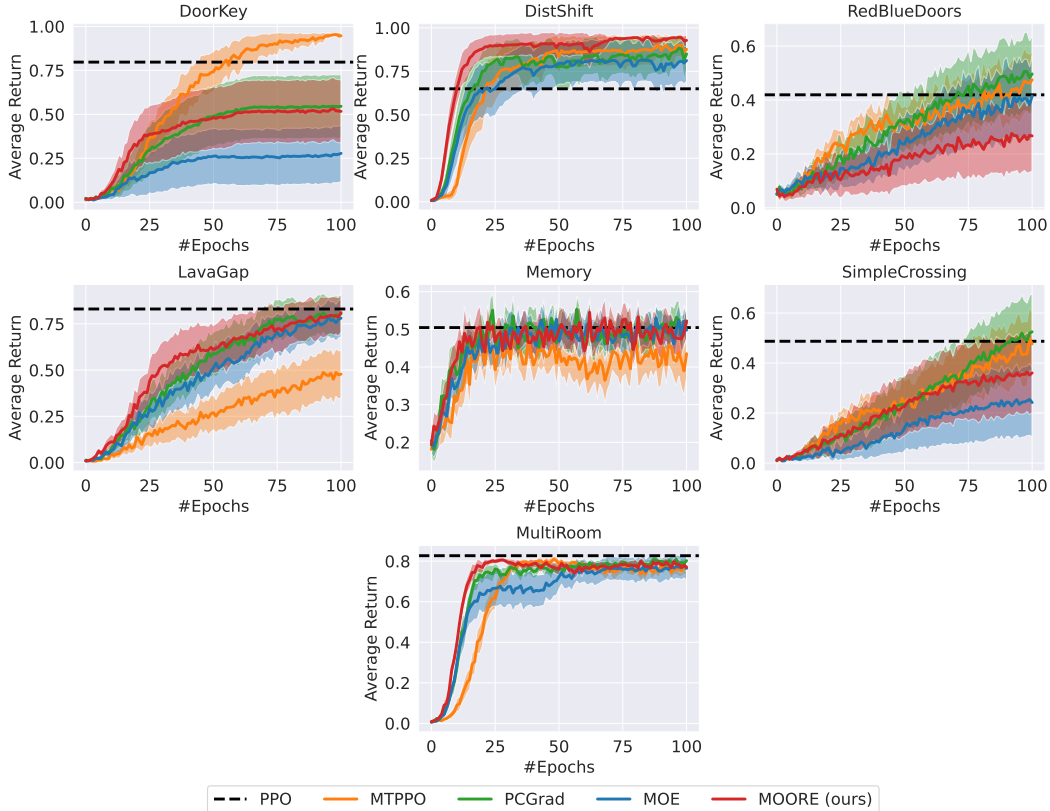 DoorKey
DistShift
RedBlueDoors
1.00
0.75
0.50
0.25
0.00
Average Return
0 25 50 75 100
#Epochs
1.00
0.75
0.50
0.25
0.00
Average Return
0 25 50 75 100
#Epochs
0.6
0.4
0.2
0.0
Average Return
0 25 50 75 100
#Epochs
LavaGap
Memory
SimpleCrossing
0.75
0.50
0.25
0.00
Average Return
0 25 50 75 100
#Epochs
0.6
0.5
0.4
0.3
0.2
Average Return
0 25 50 75 100
#Epochs
0.6
0.4
0.2
0.0
Average Return
0 25 50 75 100
#Epochs
MultiRoom
0.8
0.6
0.4
0.2
0.0
Average Return
0 25 50 75 100
#Epochs
PPO MTPPO PCGrad MOE MOORE (ours)